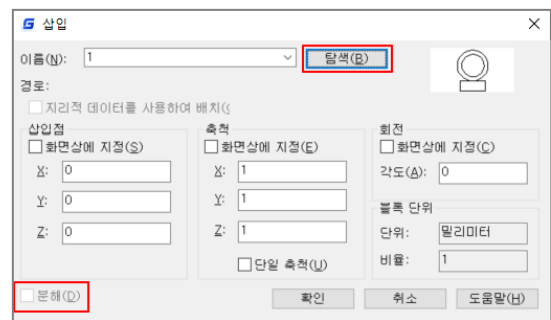 삽입
이름(N): 1 탐색(B)
경로:
지리적 데이터를 사용하여 배치(
삽입점
화면상에 지정(S)
X: 0
Y: 0
Z: 0
축척
화면상에 지정(E)
X: 1
Y: 1
Z: 1
단일 축척(U)
회전
화면상에 지정(C)
각도(A): 0
블록 단위
단위: 밀리미터
비율: 1
분해(D)
확인 취소 도움말(H)